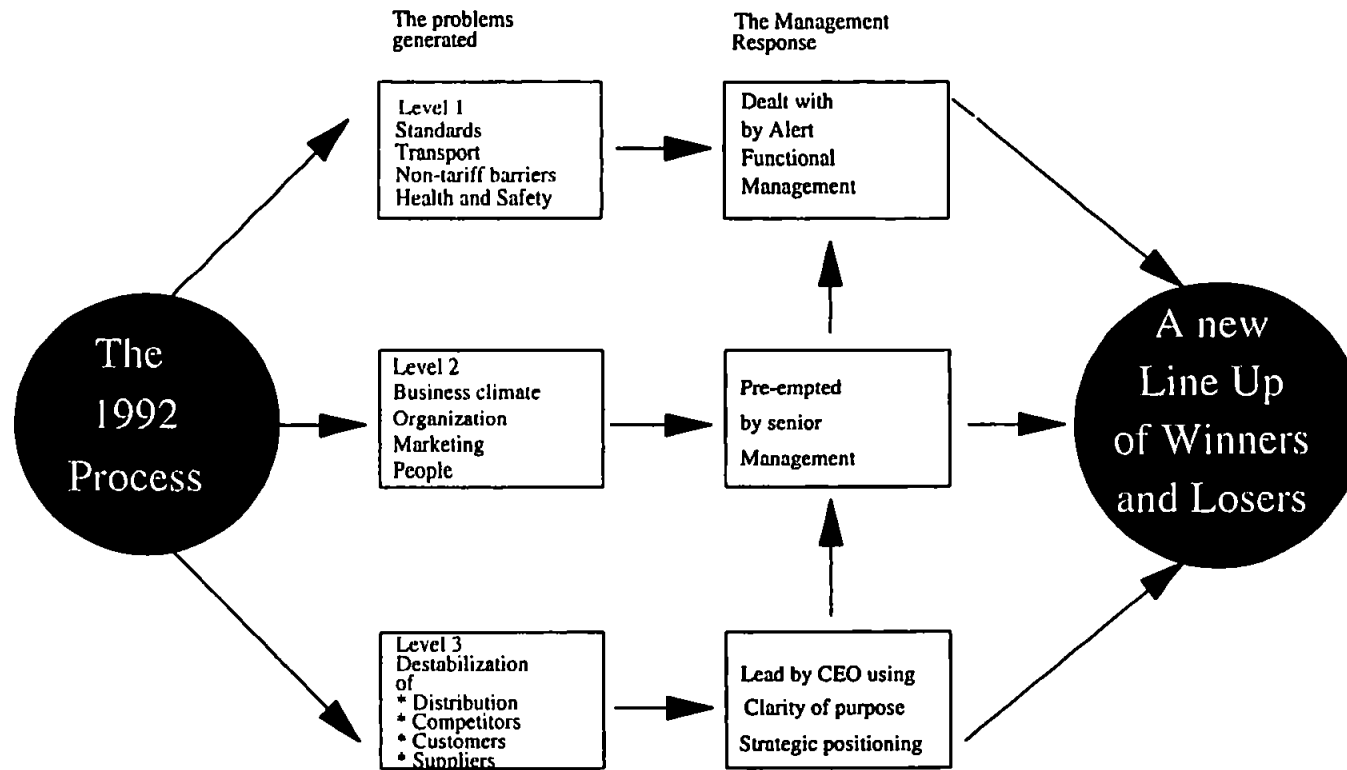 The problems
generated
The Management
Response
Level 1
Standards
Transport
Non-tariff barriers
Health and Safety
Dealt with
by Alert
Functional
Management
The
1992
Process
Level 2
Business climate
Organization
Marketing
People
Pre-empted
by senior
Management
A new
Line Up
of Winners
and Losers
Level 3
Destabilization
of
* Distribution
* Competitors
* Customers
* Suppliers
Lead by CEO using
Clarity of purpose
Strategic positioning